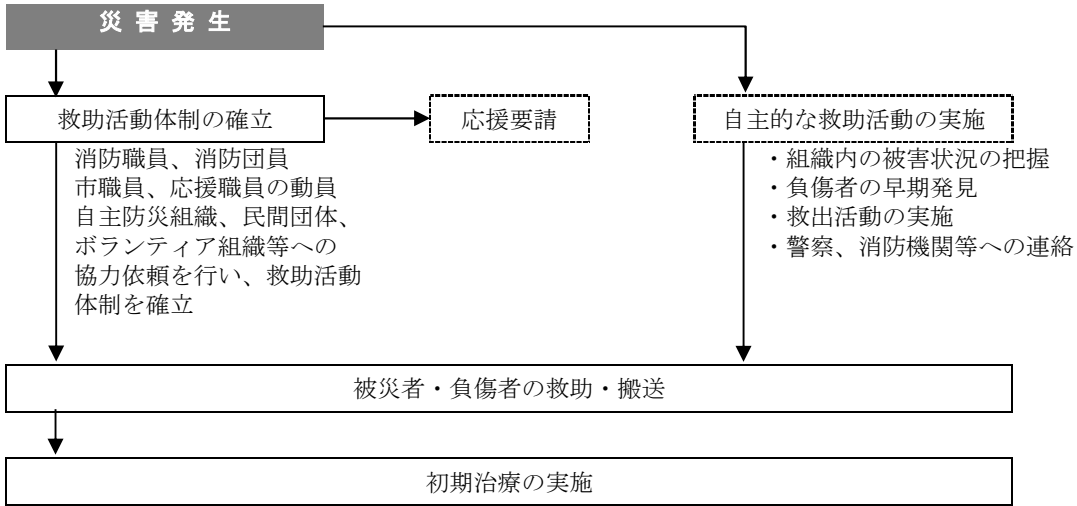 災害発生
救助活動体制の確立
応援要請
自主的な救助活動の実施
消防職員、消防団員
市職員、応援職員の動員
自主防災組織、民間団体、
ボランティア組織等への
協力依頼を行い、救助活動
体制を確立
・組織内の被害状況の把握
・負傷者の早期発見
・救出活動の実施
・警察、消防機関等への連絡
被災者・負傷者の救助・搬送
初期治療の実施